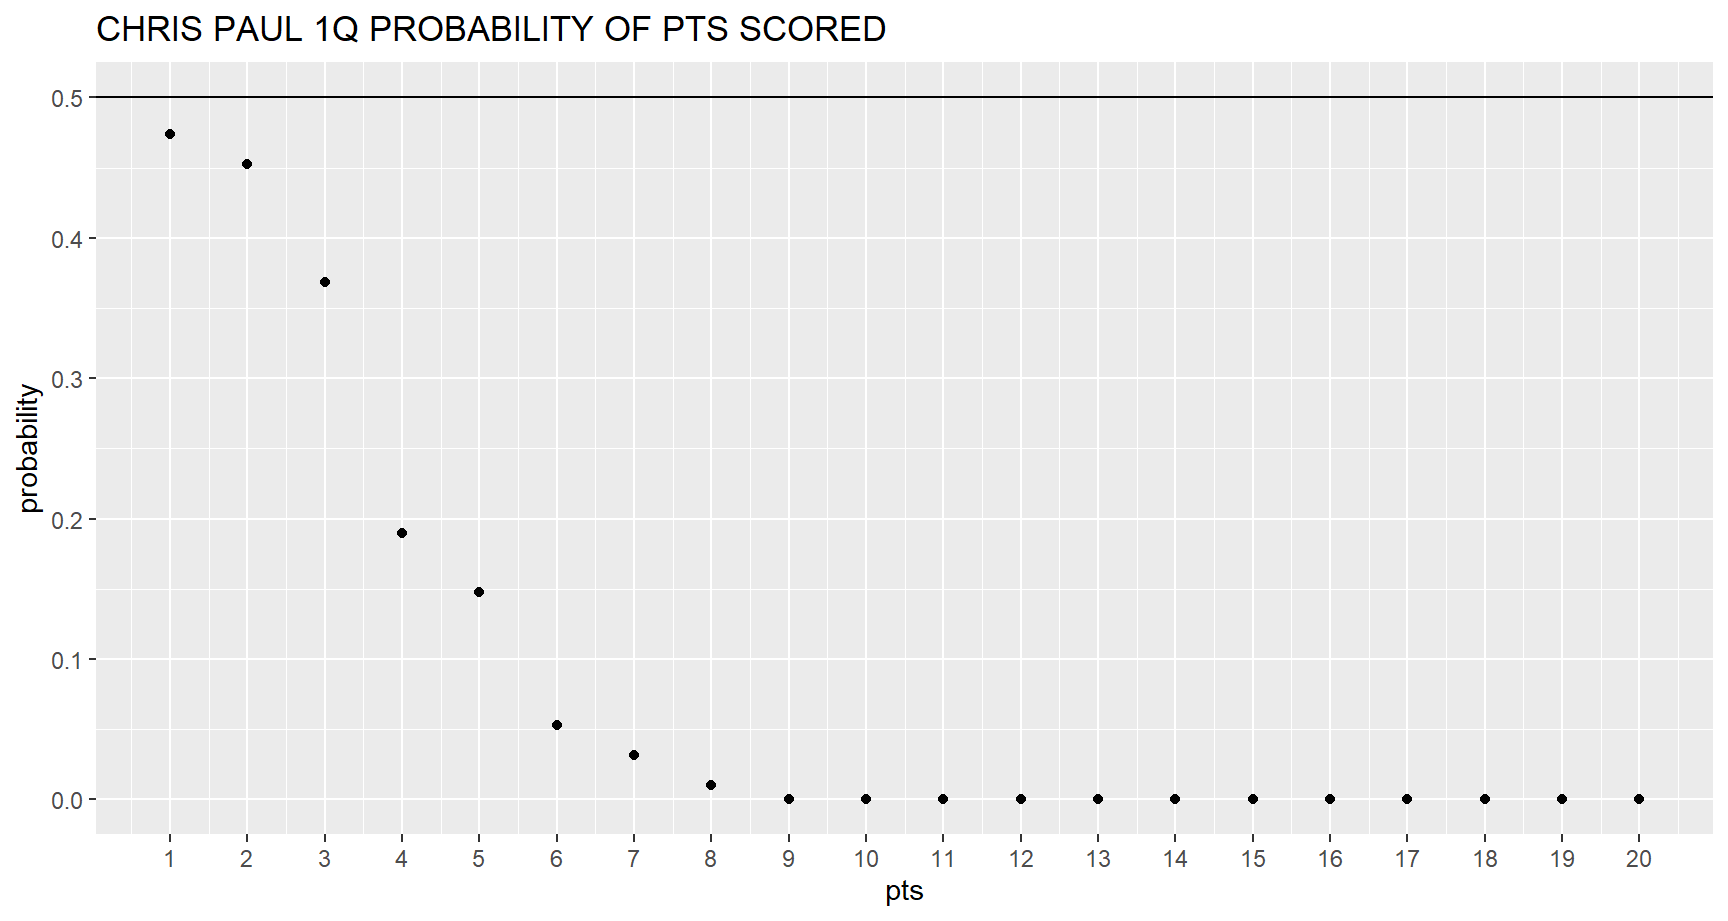 CHRIS PAUL 1Q PROBABILITY OF PTS SCORED
0.5
0.4
0.3
0.2
0.1
0.0
probability
1 2 3 4 5 6 7 8 9 10 11 12 13 14 15 16 17 18 19 20
pts